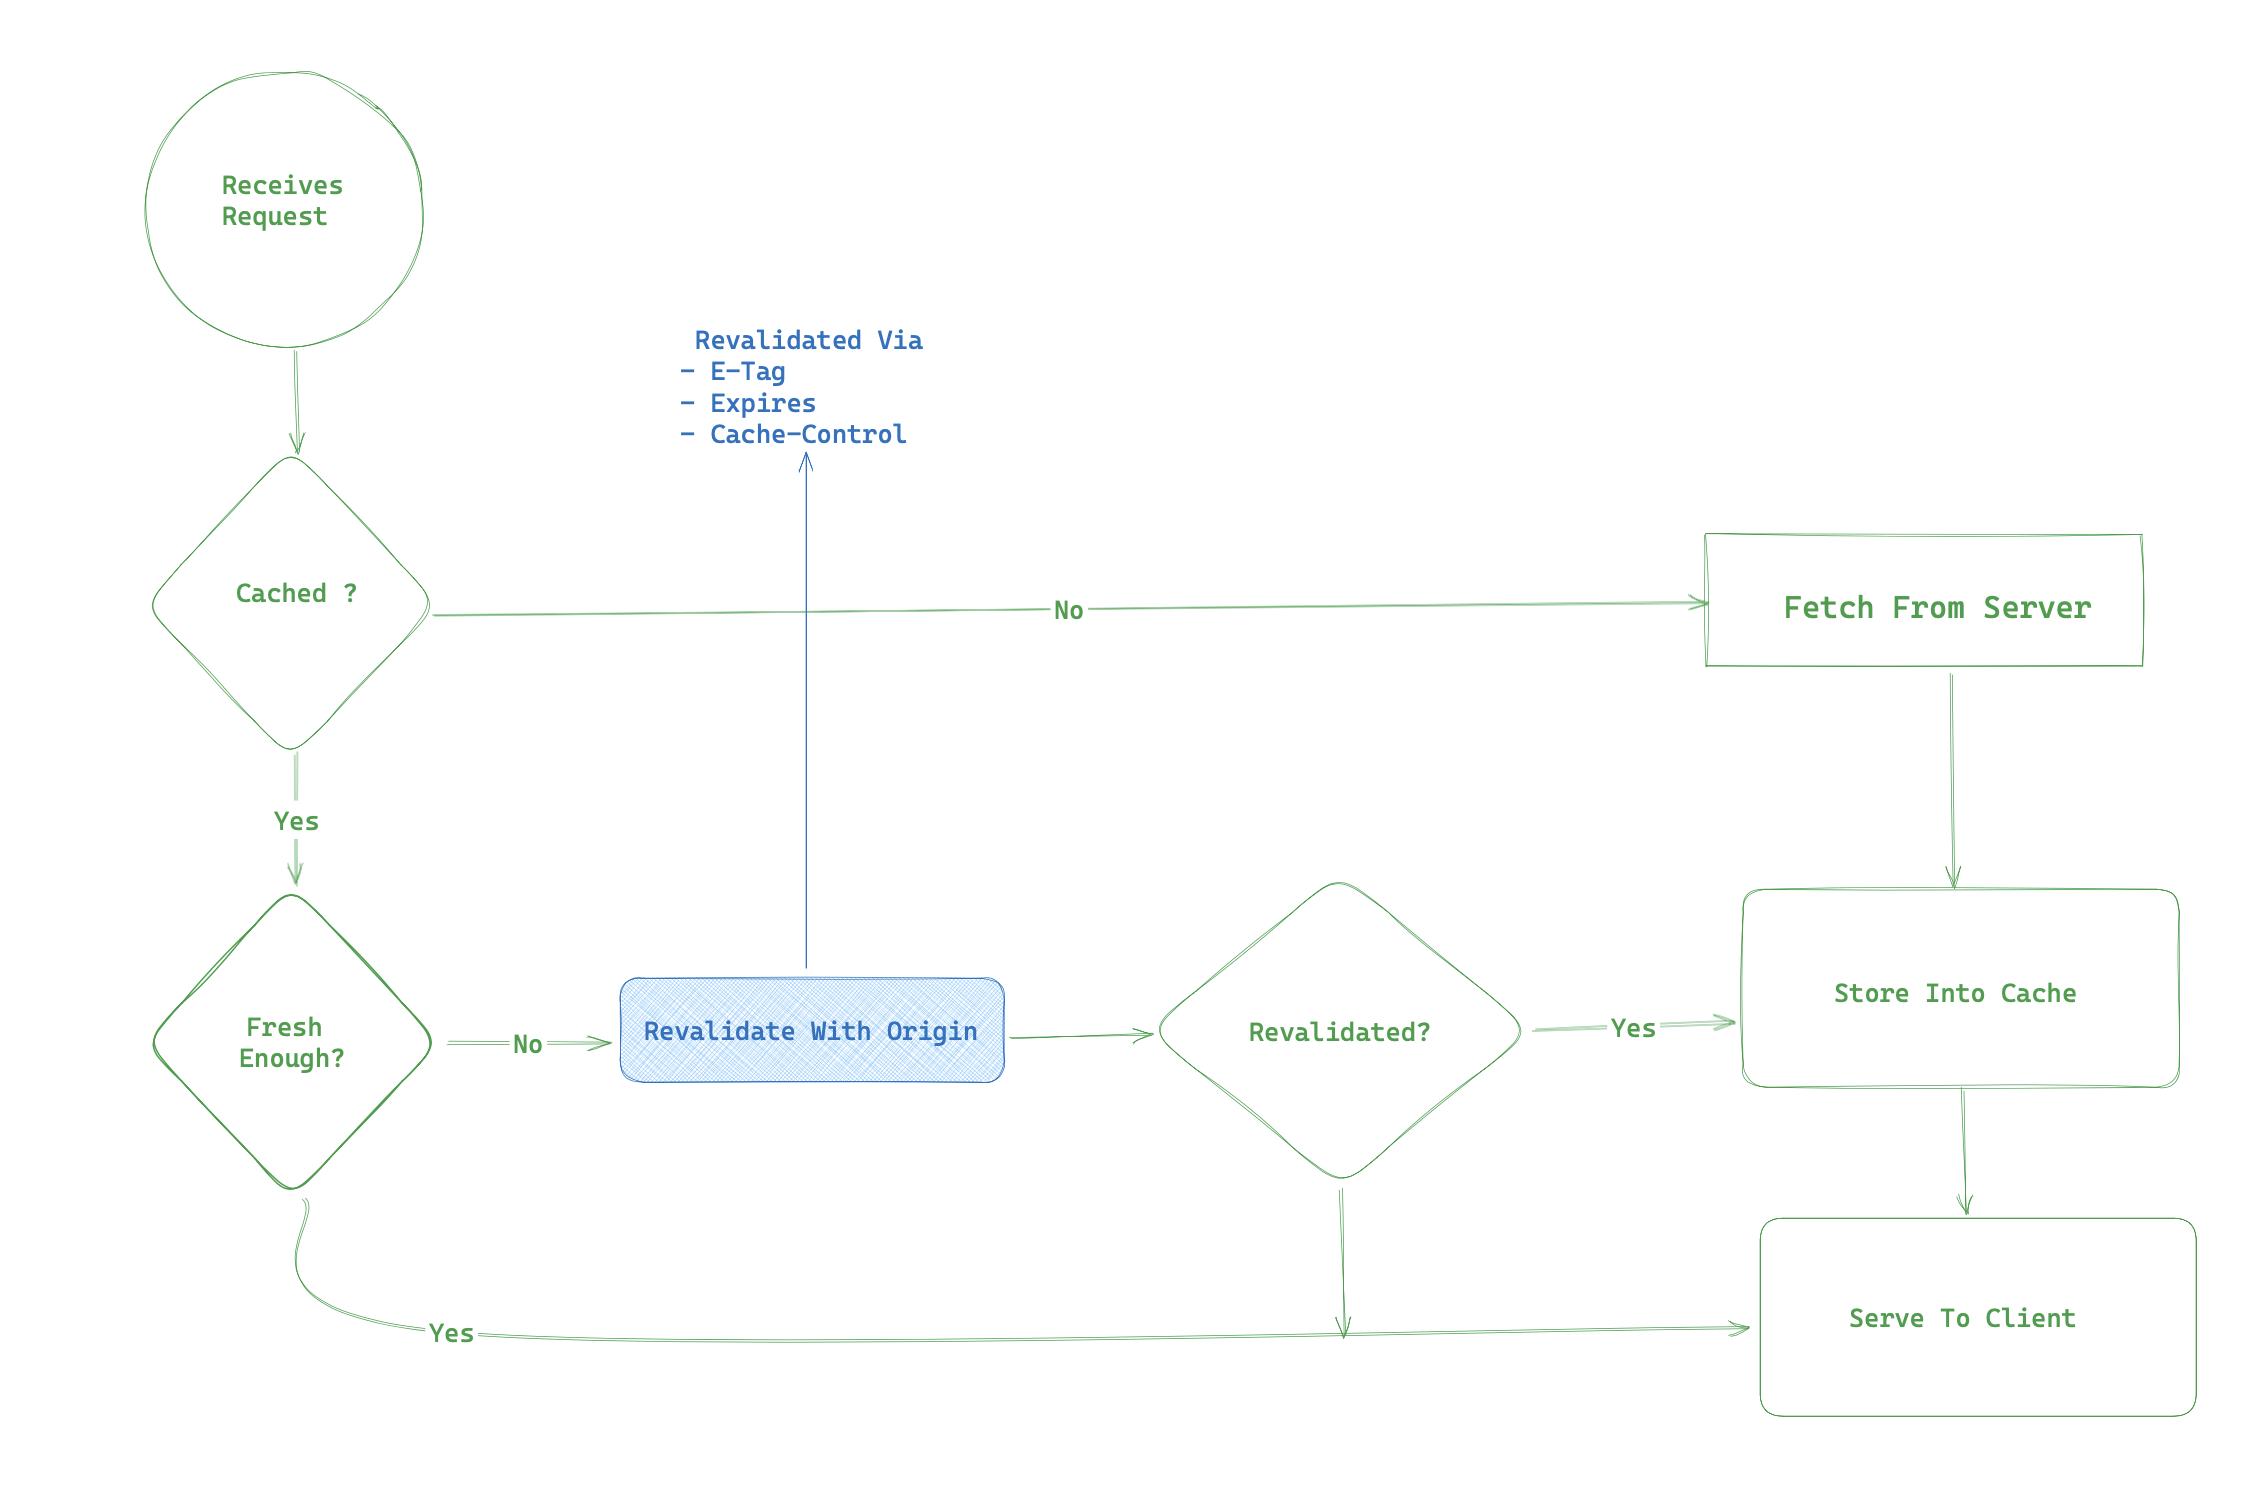 Receives
Request
Revalidated Via
- E-Tag
- Expires
- Cache-Control
Cached ?
No
Fetch From Server
Yes
Fresh
Enough?
No
Revalidate With Origin
Revalidated?
Yes
Store Into Cache
Yes
Serve To Client